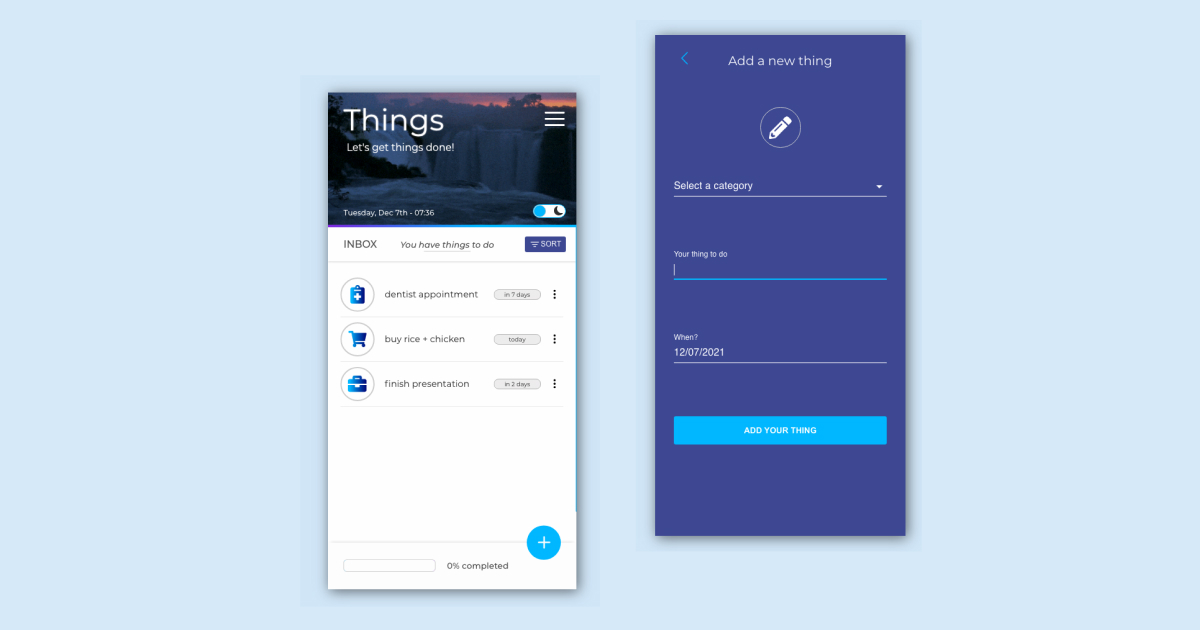 Things
Let's get things done!
Tuesday, Dec 7th - 07:36
INBOX You have things to do SORT
dentist appointment in 7 days
buy rice + chicken today
finish presentation in 2 days
0% completed
Add a new thing
Select a category
Your thing to do
When?
12/07/2021
ADD YOUR THING